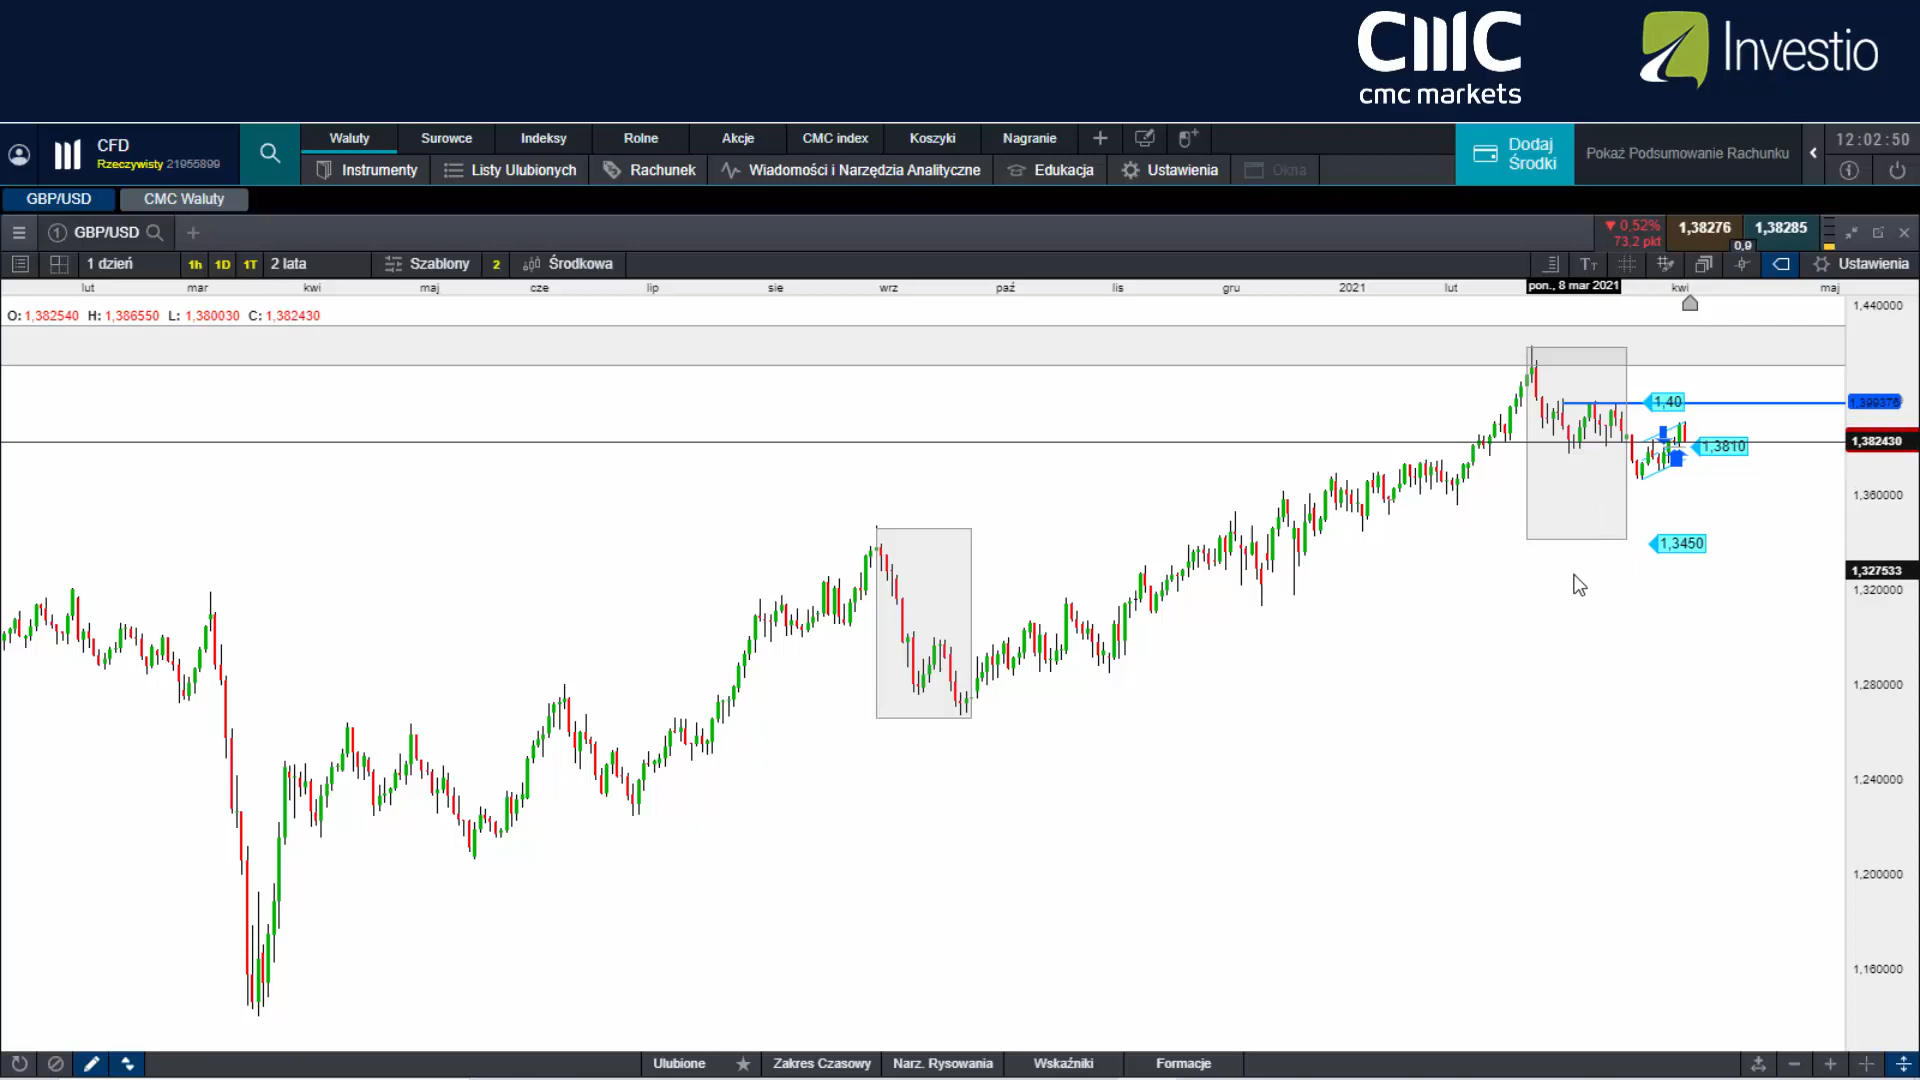 CMC
cmc markets
Investio
CFD
Rzeczywisty 21955899
Waluty
Surowce
Indeksy
Rolne
Akcje
CMC index
Koszyki
Nagranie
Instrumenty
Listy Ulubionych
Rachunek
Wiadomości i Narzędzia Analityczne
Edukacja
Ustawienia
Okna
Dodaj
Środki
Pokaż Podsumowanie Rachunku
12:02:50
GBP/USD
CMC Waluty
1 GBP/USD
0,52%
73,2 pkt
1,38276
0,9
1,38285
1 dzień
1h 1D 1T 2 lata
Szablony
2
Środkowa
Ustawienia
lut mar kwi maj cze lip sie wrz paź lis gru 2021 lut pon., 8 mar 2021 kwi maj
O: 1,382540 H: 1,386550 L: 1,380030 C: 1,382430
1,440000
1,40
1,399376
1,382430
1,3810
1,360000
1,3450
1,327533
1,320000
1,280000
1,240000
1,200000
1,160000
Ulubione
Zakres Czasowy
Narz. Rysowania
Wskaźniki
Formacje